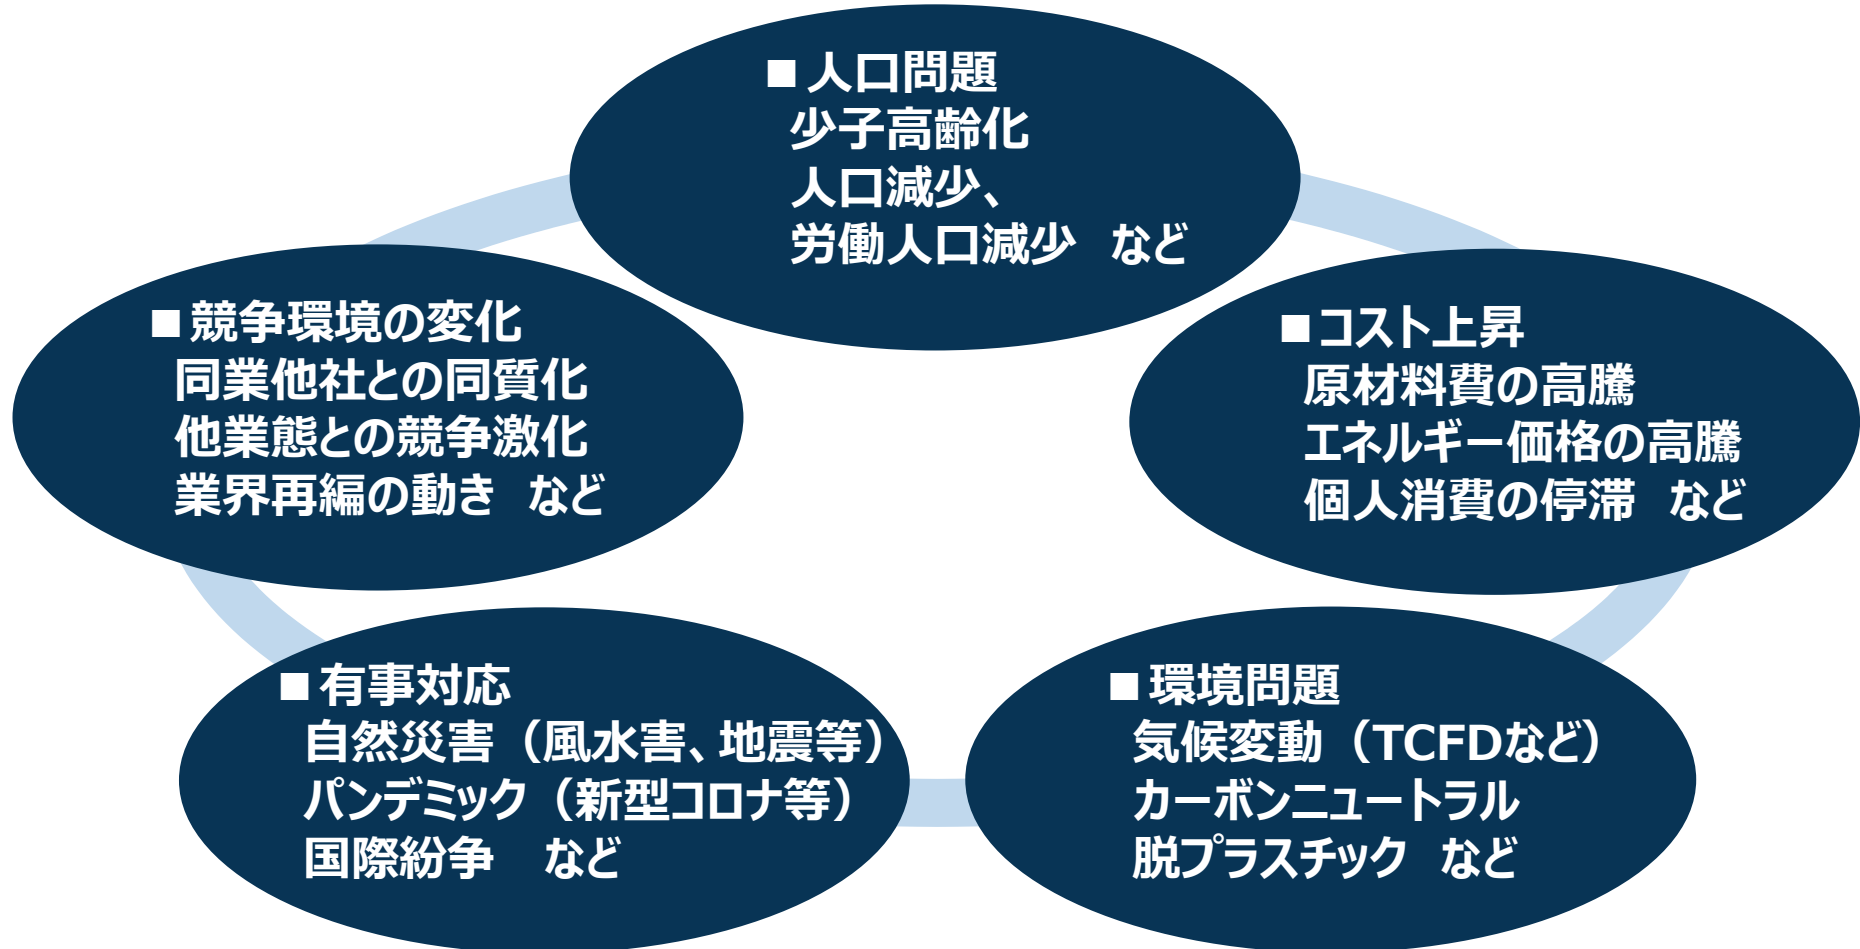 ■人口問題
少子高齢化
人口減少、
労働人口減少　など
■競争環境の変化
同業他社との同質化
他業態との競争激化
業界再編の動き　など
■コスト上昇
原材料費の高騰
エネルギー価格の高騰
個人消費の停滞　など
■有事対応
自然災害（風水害、地震等）
パンデミック（新型コロナ等）
国際紛争　など
■環境問題
気候変動（TCFDなど）
カーボンニュートラル
脱プラスチック　など